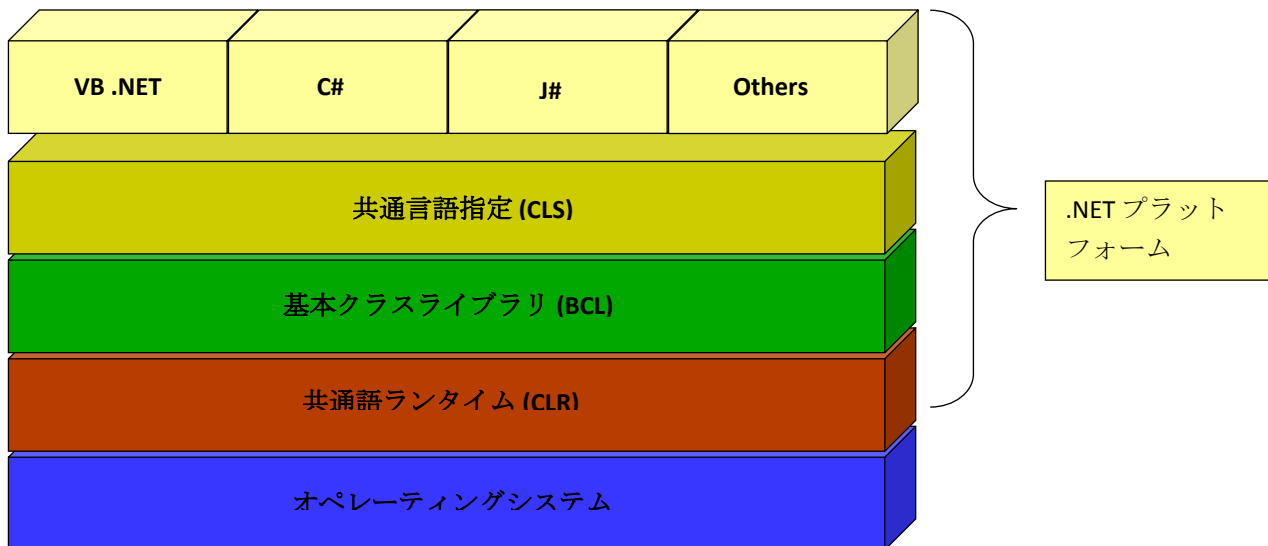 VB .NET
C#
J#
Others
共通言語指定 (CLS)
.NET プラット
フォーム
基本クラスライブラリ (BCL)
共通語ランタイム (CLR)
オペレーティングシステム